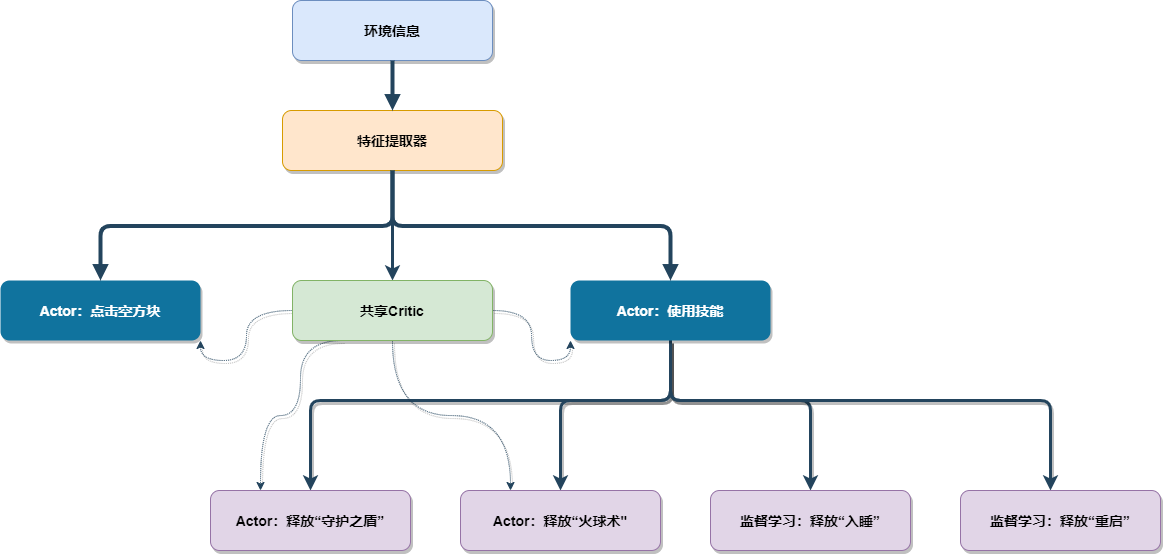 环境信息
特征提取器
Actor：点击空方块
共享Critic
Actor：使用技能
Actor：释放“守护之盾”
Actor：释放“火球术"
监督学习：释放“入睡”
监督学习：释放“重启”